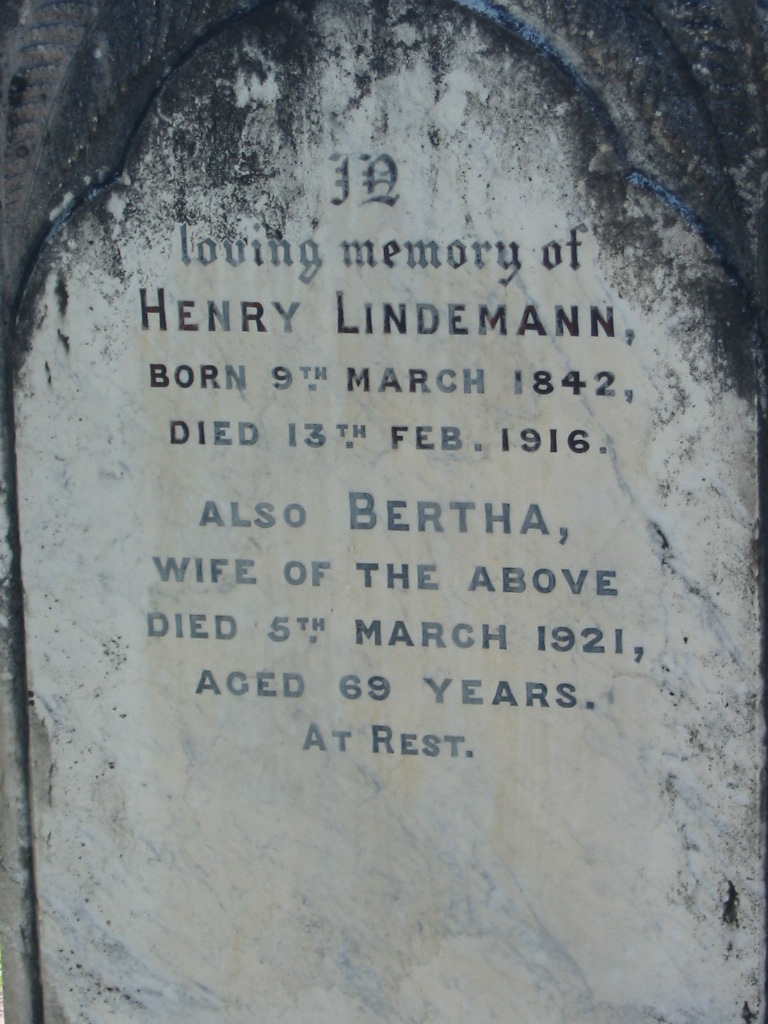 In
loving memory of
HENRY LINDEMANN,
BORN 9TH MARCH 1842,
DIED 13TH FEB. 1916.
ALSO BERTHA,
WIFE OF THE ABOVE
DIED 5TH MARCH 1921,
AGED 69 YEARS.
AT REST.